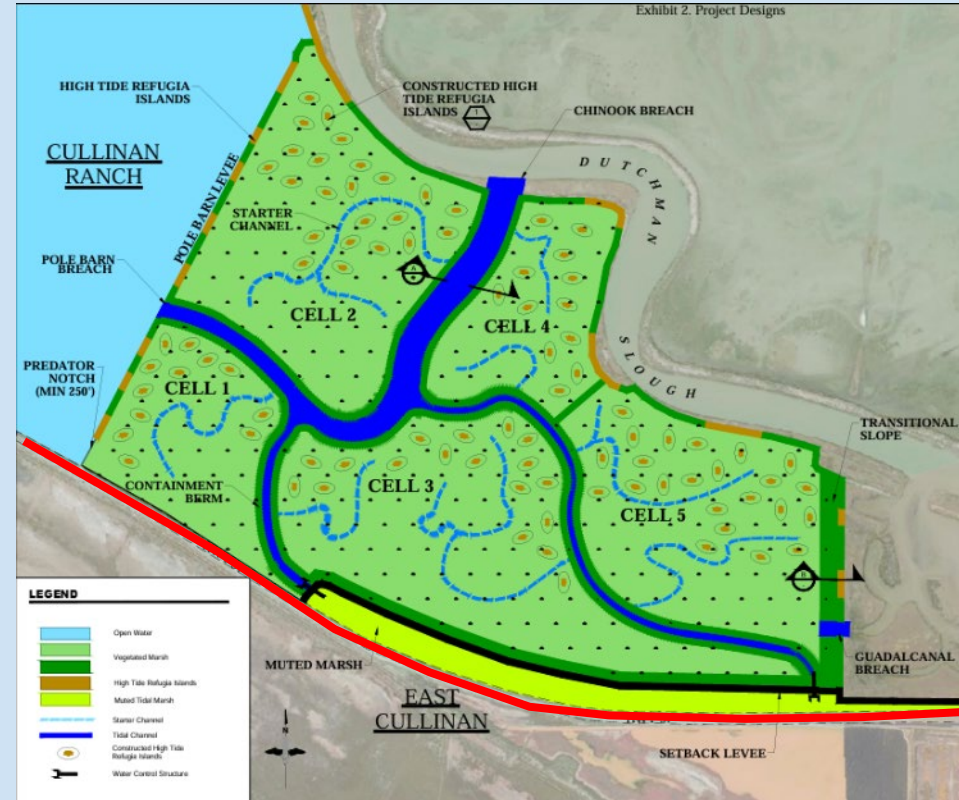 Exhibit 2. Project Designs
HIGH TIDE REFUGIA
ISLANDS
CONSTRUCTED HIGH
TIDE REFUGIA
ISLANDS
CHINOOK BREACH
CULLINAN
RANCH
DUTCHMAN
POLE BARN LEVEE
STARTER
CHANNEL
POLE BARN
BREACH
A
CELL 2
CELL 4
SLOUGH
PREDATOR
NOTCH
(MIN 250')
CELL 1
TRANSITIONAL
SLOPE
CONTAINMENT
BERM
CELL 3
CELL 5
B
LEGEND
Open Water
Vegetated Marsh
High Tide Refugia Islands
Muted Tidal Marsh
Starter Channel
Tidal Channel
Constructed High Tide
Refugia Islands
Water Control Structure
MUTED MARSH
GUADALCANAL
BREACH
EAST
CULLINAN
N
SETBACK LEVEE